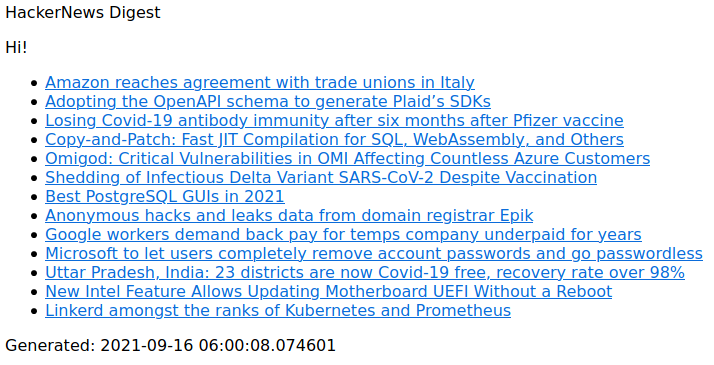 HackerNews Digest
Hi!
Amazon reaches agreement with trade unions in Italy
Adopting the OpenAPI schema to generate Plaid’s SDKs
Losing Covid-19 antibody immunity after six months after Pfizer vaccine
Copy-and-Patch: Fast JIT Compilation for SQL, WebAssembly, and Others
Omigod: Critical Vulnerabilities in OMI Affecting Countless Azure Customers
Shedding of Infectious Delta Variant SARS-CoV-2 Despite Vaccination
Best PostgreSQL GUIs in 2021
Anonymous hacks and leaks data from domain registrar Epik
Google workers demand back pay for temps company underpaid for years
Microsoft to let users completely remove account passwords and go passwordless
Uttar Pradesh, India: 23 districts are now Covid-19 free, recovery rate over 98%
New Intel Feature Allows Updating Motherboard UEFI Without a Reboot
Linkerd amongst the ranks of Kubernetes and Prometheus
Generated: 2021-09-16 06:00:08.074601